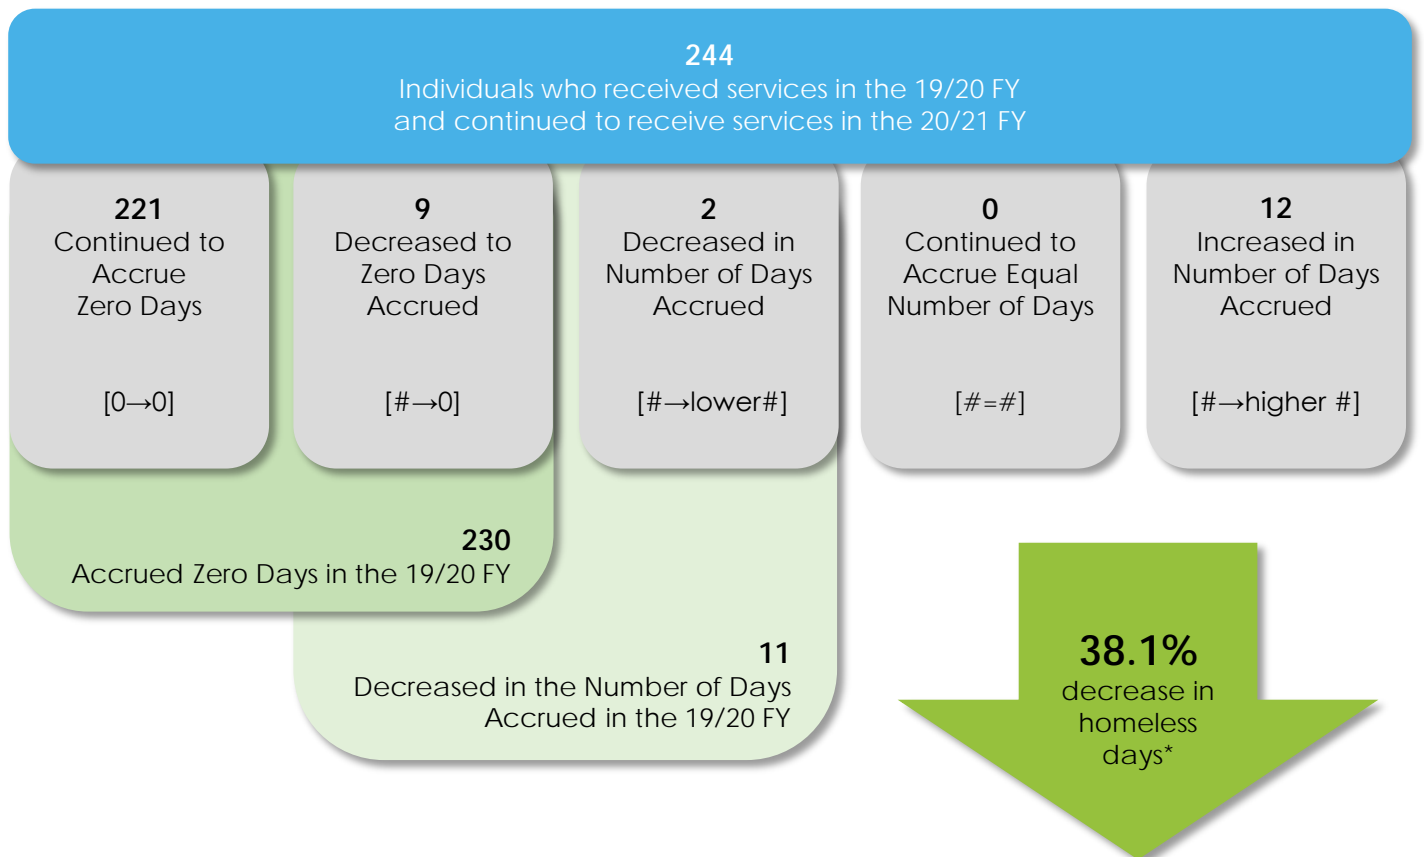 244
Individuals who received services in the 19/20 FY
and continued to receive services in the 20/21 FY
221
Continued to
Accrue
Zero Days
[0→0]
9
Decreased to
Zero Days
Accrued
[#→0]
2
Decreased in
Number of Days
Accrued
[#→lower#]
0
Continued to
Accrue Equal
Number of Days
[#=#]
12
Increased in
Number of Days
Accrued
[#→higher #]
230
Accrued Zero Days in the 19/20 FY
11
Decreased in the Number of Days
Accrued in the 19/20 FY
38.1%
decrease in
homeless
days*